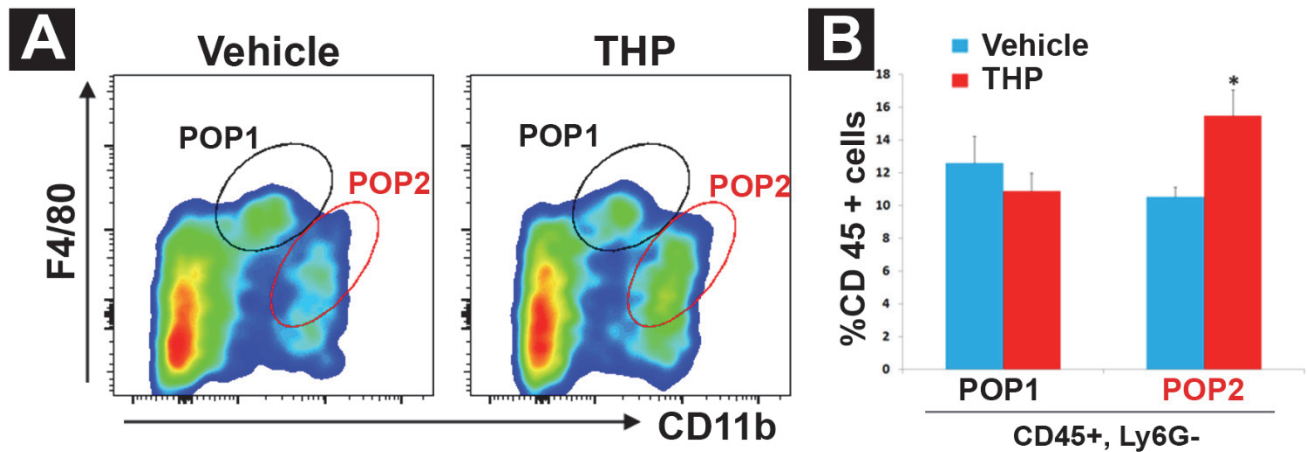 A
Vehicle
THP
POP1
POP2
POP1
POP2
F4/80
CD11b
B
Vehicle
THP
18
16
14
12
10
8
6
4
2
0
%CD 45 + cells
*
POP1
POP2
CD45+, Ly6G-